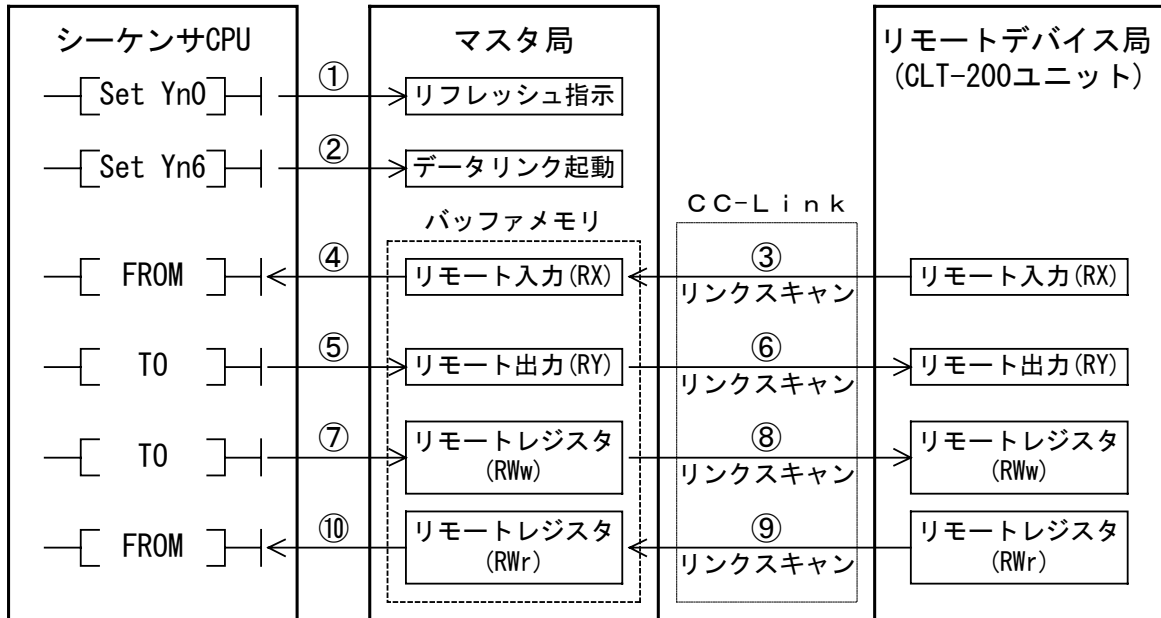 シーケンサCPU
マスタ局
リモートデバイス局
(CLT-200ユニット)
Set Yn0
①
リフレッシュ指示
Set Yn6
②
データリンク起動
バッファメモリ
CC-Link
FROM
④
リモート入力(RX)
③
リンクスキャン
リモート入力(RX)
TO
⑤
リモート出力(RY)
⑥
リンクスキャン
リモート出力(RY)
TO
⑦
リモートレジスタ
(RWw)
⑧
リンクスキャン
リモートレジスタ
(RWw)
FROM
⑩
リモートレジスタ
(RWr)
⑨
リンクスキャン
リモートレジスタ
(RWr)